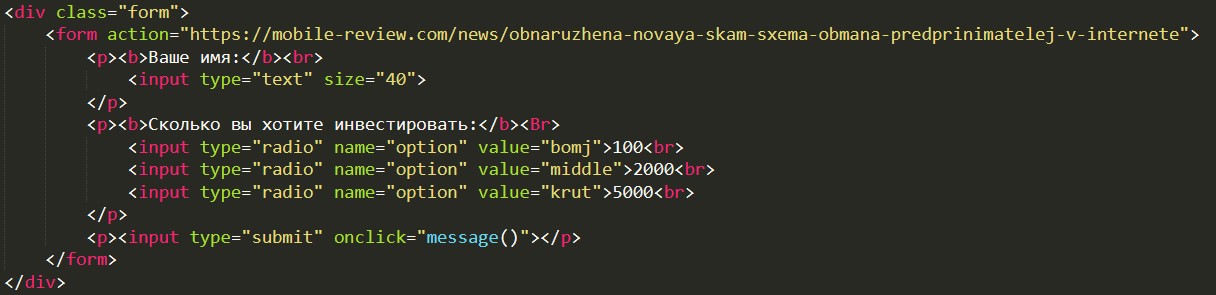 <div class="form">
<form action="https://mobile-review.com/news/obnaruzhena-novaya-skam-sxema-obmana-predprinimatelej-v-internete">
<p><b>Ваше имя:</b><br>
<input type="text" size="40">
</p>
<p><b>Сколько вы хотите инвестировать:</b><Br>
<input type="radio" name="option" value="bomj">100<br>
<input type="radio" name="option" value="middle">2000<br>
<input type="radio" name="option" value="krut">5000<br>
</p>
<p><input type="submit" onclick="message()"></p>
</form>
</div>